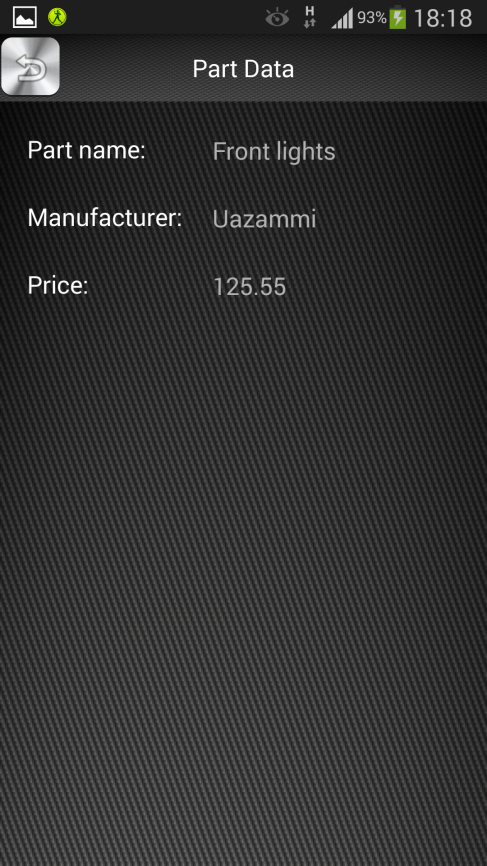 H 93% 18:18
Part Data
Part name: Front lights
Manufacturer: Uazammi
Price: 125.55